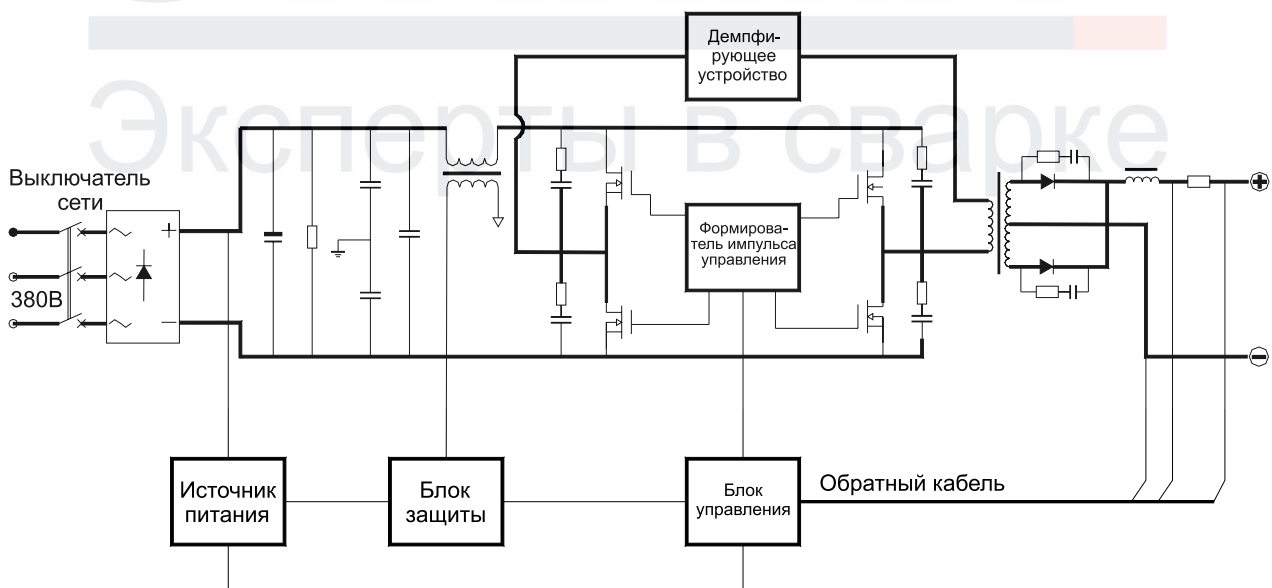 Демпфи-
рующее
устройство
Эксперты в сварке
Выключатель
сети
380В
+
−
Формирова-
тель импульса
управления
+
−
Источник
питания
Блок
защиты
Блок
управления
Обратный кабель